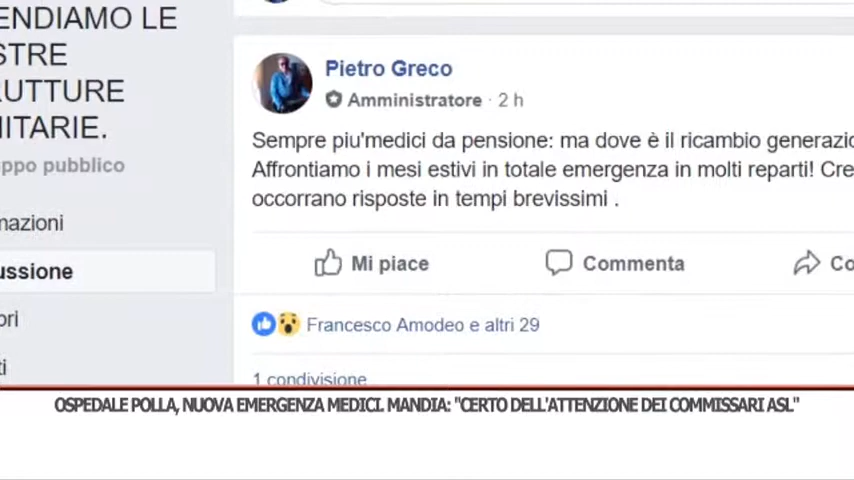 ENDIAMO LE
STRE
RUTTURE
ITARIE.
ppo pubblico
mazioni
ussione
ori
ti
Pietro Greco
Amministratore · 2 h
Sempre piu'medici da pensione: ma dove è il ricambio generazio
Affrontiamo i mesi estivi in totale emergenza in molti reparti! Cre
occorrano risposte in tempi brevissimi .
Mi piace Commenta Co
Francesco Amodeo e altri 29
1 condivisione
OSPEDALE POLLA, NUOVA EMERGENZA MEDICI. MANDIA: "CERTO DELL'ATTENZIONE DEI COMMISSARI ASL"